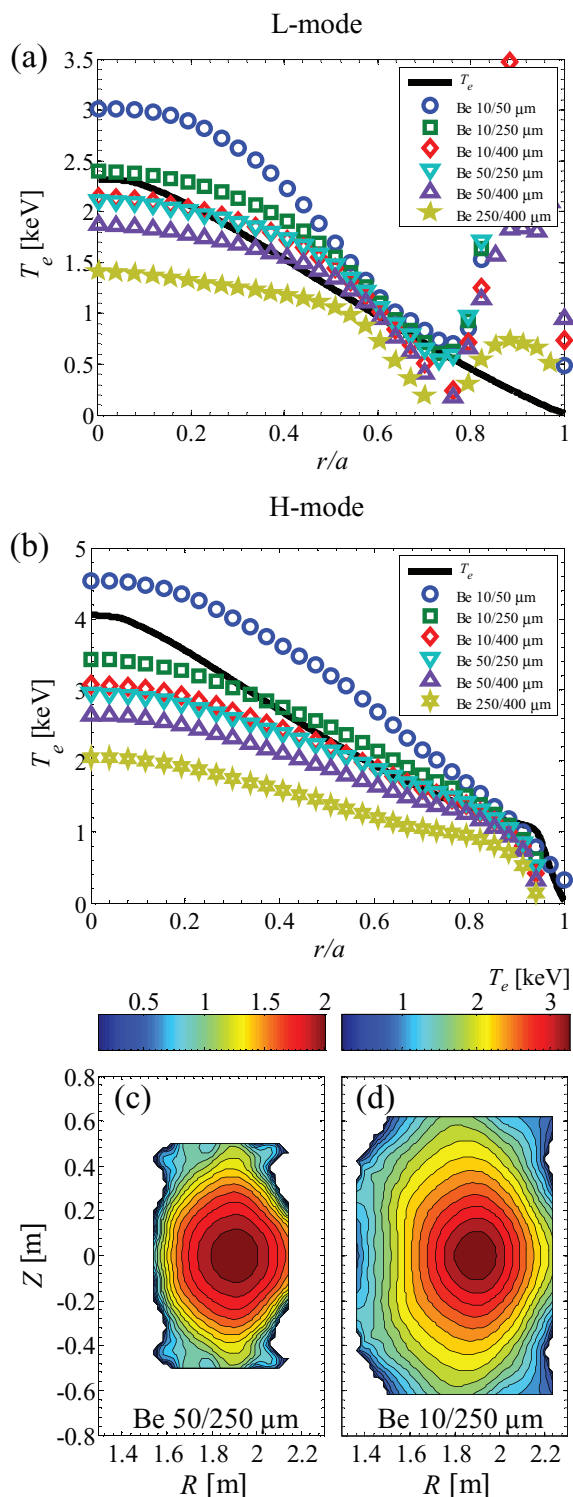 L-mode
(a)
3.5
3
2.5
2
1.5
1
0.5
0
T_e [keV]
T_e
Be 10/50 µm
Be 10/250 µm
Be 10/400 µm
Be 50/250 µm
Be 50/400 µm
Be 250/400 µm
0 0.2 0.4 0.6 0.8 1
r/a
H-mode
(b)
5
4
3
2
1
0
T_e [keV]
T_e
Be 10/50 µm
Be 10/250 µm
Be 10/400 µm
Be 50/250 µm
Be 50/400 µm
Be 250/400 µm
0 0.2 0.4 0.6 0.8 1
r/a
T_e [keV]
0.5 1 1.5 2
1 2 3
(c)
(d)
0.8
0.6
0.4
0.2
0
-0.2
-0.4
-0.6
-0.8
Z [m]
Be 50/250 µm
Be 10/250 µm
1.4 1.6 1.8 2 2.2
1.4 1.6 1.8 2 2.2
R [m]
R [m]